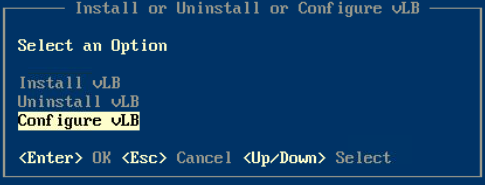 Install or Uninstall or Configure vLB
Select an Option
Install vLB
Uninstall vLB
Configure vLB
<Enter> OK <Esc> Cancel <Up/Down> Select